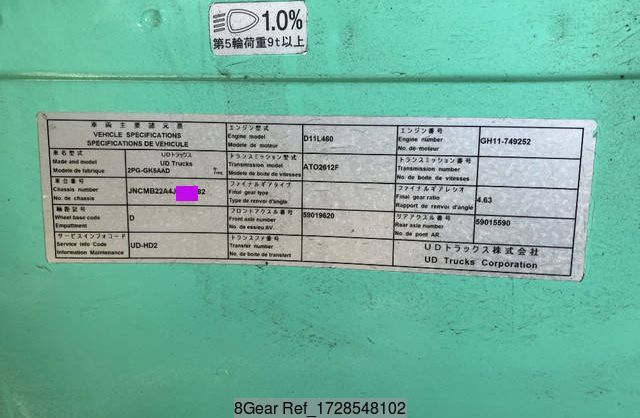 1.0%
第5輪荷重9t以上
車両主要諸元表
VEHICLE SPECIFICATIONS
SPECIFICATIONS DE VEHICULE
エンジン型式
Engine model
Modele de moteur
D11L460
エンジン番号
Engine number
No. de moteur
GH11-749252
車名型式
Made and model
Modele de fabrique
UDトラックス
UD Trucks
2PG-GK5AAD
トランスミッション型式
Transmission model
Modele de boite de vitesses
ATO2612F
トランスミッション番号
Transmission number
No. de boite de vitesses
車台番号
Chassis number
No. de chassis
JNCMB22A4J 82
ファイナルギアタイプ
Final gear type
Type de renvoi d'angle
ファイナルギアレシオ
Final gear ratio
Rapport de renvoi d'angle
4.63
軸距記号
Wheel base code
Empattment
D
フロントアクスル番号
Front axle number
No. de essieu AV.
59019620
リアアクスル番号
Rear axle number
No. de pont AR.
59015590
サービスインフォコード
Service Info Code
Information Maintenance
UD-HD2
トランスファ番号
Transfer number
No. de boite de transfert
UDトラックス株式会社
UD Trucks Corporation
8Gear Ref_1728548102